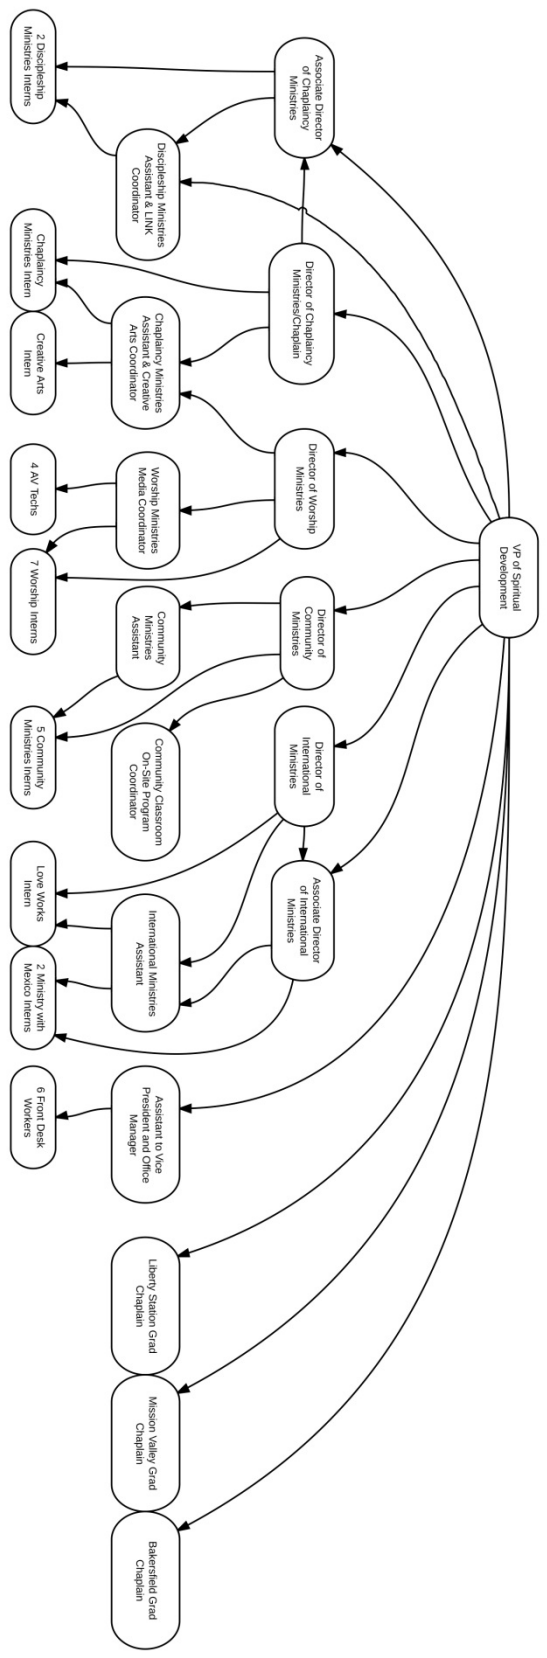 VP of Spiritual
Development
Associate Director
of Chaplaincy
Ministries
Director of Chaplaincy
Ministries/Chaplain
Director of Worship
Ministries
Director of
Community
Ministries
Director of
International
Ministries
Associate Director
of International
Ministries
Discipleship Ministries
Assistant & LINK
Coordinator
Chaplaincy Ministries
Assistant & Creative
Arts Coordinator
Worship Ministries
Media Coordinator
Community
Ministries
Assistant
Community Classroom
On-Site Program
Coordinator
International Ministries
Assistant
Assistant to Vice
President and Office
Manager
Liberty Station Grad
Chaplain
Mission Valley Grad
Chaplain
Bakersfield Grad
Chaplain
2 Discipleship
Ministries Interns
Chaplaincy
Ministries Intern
Creative Arts
Intern
4 AV Techs
7 Worship Interns
5 Community
Ministries Inerns
Love Works
Intern
2 Ministry with
Mexico Interns
6 Front Desk
Workers